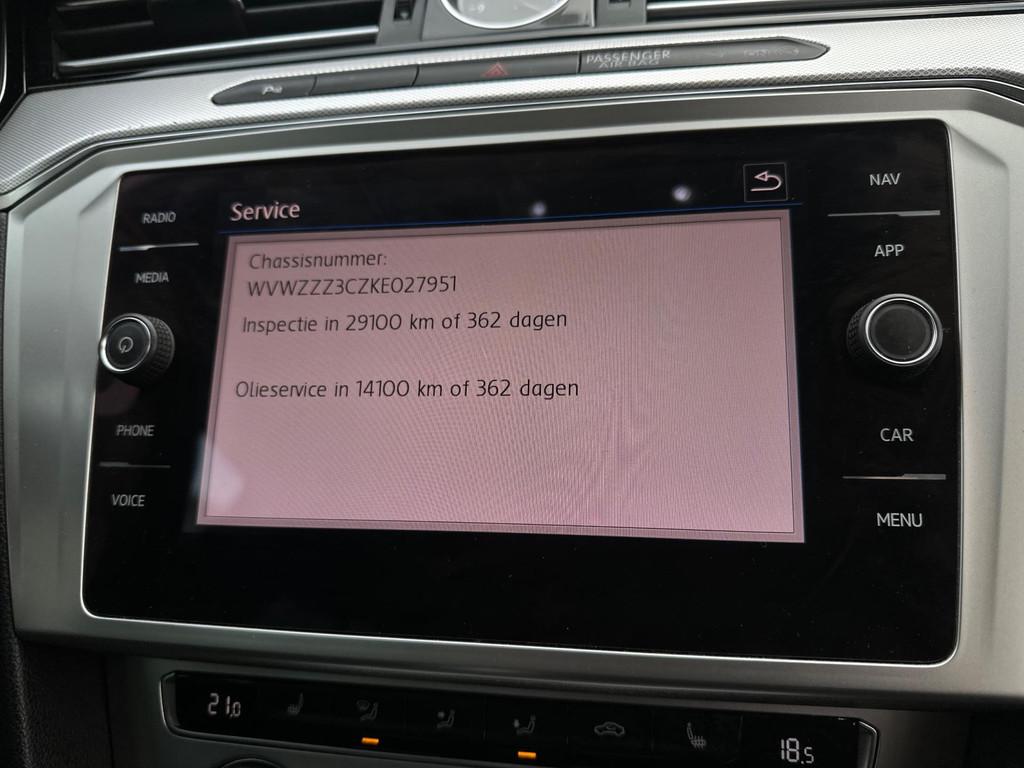 PASSENGER
AIR BAG
RADIO
MEDIA
PHONE
VOICE
Service
Chassisnummer:
WVWZZZ3CZKE027951
Inspectie in 29100 km of 362 dagen
Olieservice in 14100 km of 362 dagen
NAV
APP
CAR
MENU
21.0
18.5